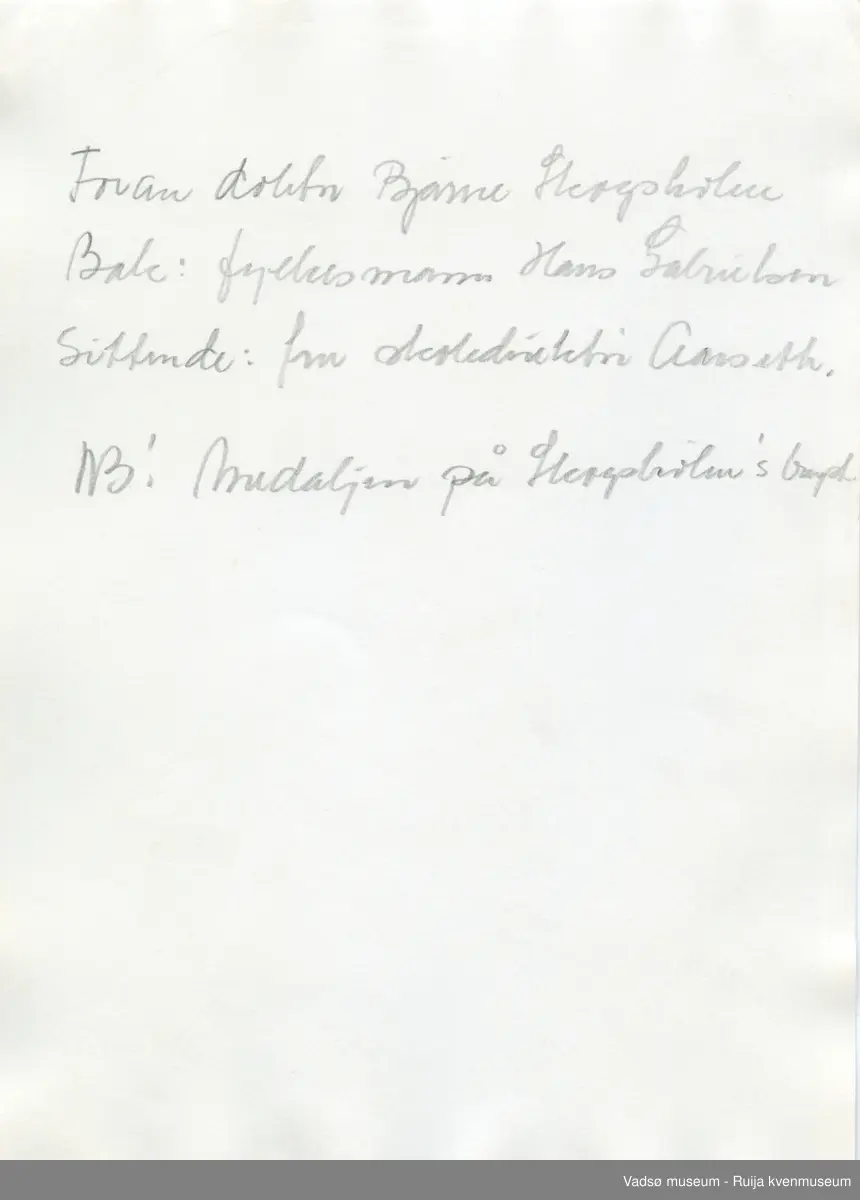 Foran doktor Bjarne Skogsholm
Bak: fylkesmann Hans Gabrielsen
Sittende: fru skoledirektør Aarseth.
NB! Medaljen på Skogsholm's bryst.
Vadsø museum - Ruija kvenmuseum